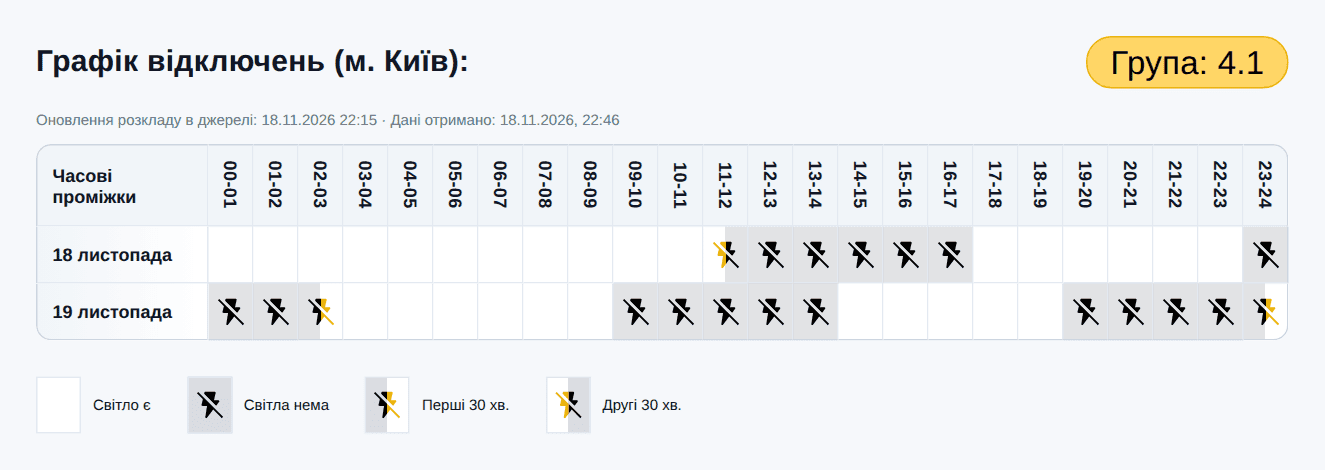 Графік відключень (м. Київ):
Група: 4.1
Оновлення розкладу в джерелі: 18.11.2026 22:15 · Дані отримано: 18.11.2026, 22:46
Часові
проміжки
00-01
01-02
02-03
03-04
04-05
05-06
06-07
07-08
08-09
09-10
10-11
11-12
12-13
13-14
14-15
15-16
16-17
17-18
18-19
19-20
20-21
21-22
22-23
23-24
18 листопада
19 листопада
Світло є
Світла нема
Перші 30 хв.
Другі 30 хв.